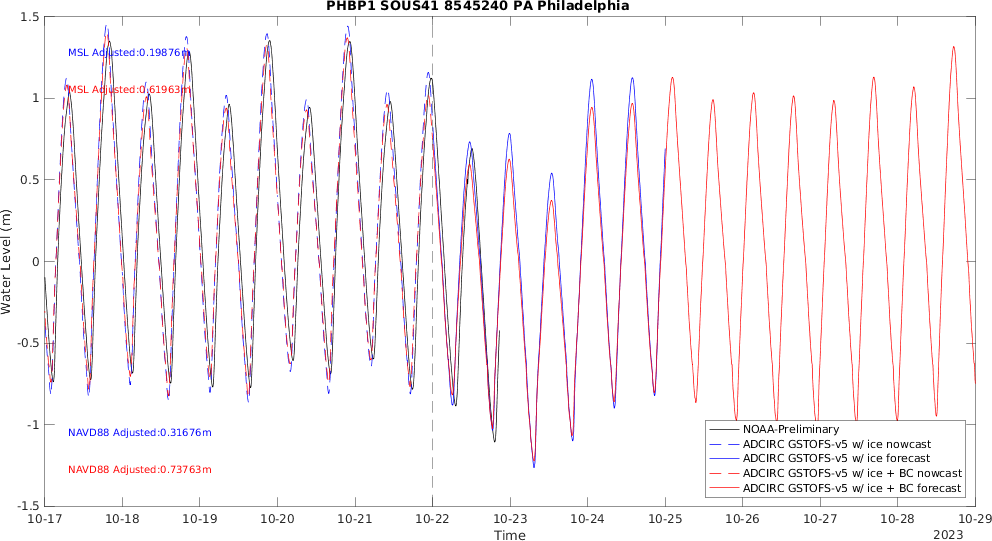 PHBP1 SOUS41 8545240 PA Philadelphia
1.5
1
0.5
0
-0.5
-1
-1.5
Water Level (m)
MSL Adjusted:0.19876m
MSL Adjusted:0.61963m
NAVD88 Adjusted:0.31676m
NAVD88 Adjusted:0.73763m
NOAA-Preliminary
ADCIRC GSTOFS-v5 w/ ice nowcast
ADCIRC GSTOFS-v5 w/ ice forecast
ADCIRC GSTOFS-v5 w/ ice + BC nowcast
ADCIRC GSTOFS-v5 w/ ice + BC forecast
10-17 10-18 10-19 10-20 10-21 10-22 10-23 10-24 10-25 10-26 10-27 10-28 10-29
Time
2023